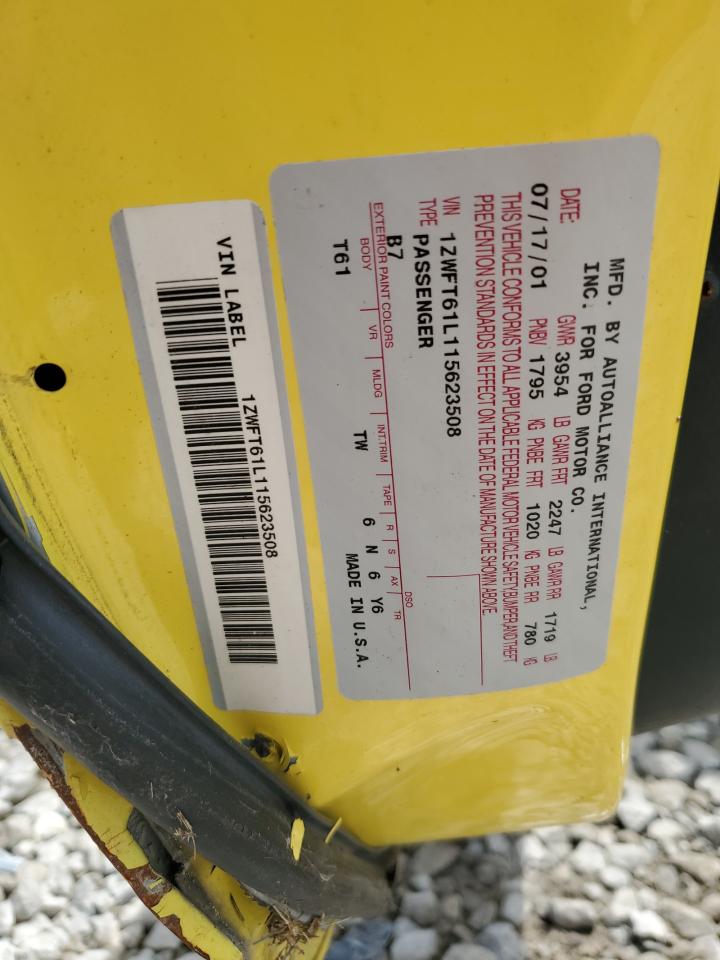 MFD. BY AUTOALLIANCE INTERNATIONAL,
INC. FOR FORD MOTOR CO.
DATE: GVWR 3954 LB GAWR FRT 2247 LB GAWR RR 1719 LB
07/17/01 PNBV 1795 KG PNBE FRT 1020 KG PNBE RR 780 KG
THIS VEHICLE CONFORMS TO ALL APPLICABLE FEDERAL MOTOR VEHICLE SAFETY BUMPER, AND THEFT
PREVENTION STANDARDS IN EFFECT ON THE DATE OF MANUFACTURE SHOWN ABOVE.
VIN 1ZWFT61L115623508
TYPE PASSENGER
B7
EXTERIOR PAINT COLORS DSO
BODY VR MLDG INT.TRIM TAPE R S AX TR
T61 TW 6 N 6 Y6
MADE IN U.S.A.
VIN LABEL 1ZWFT61L115623508